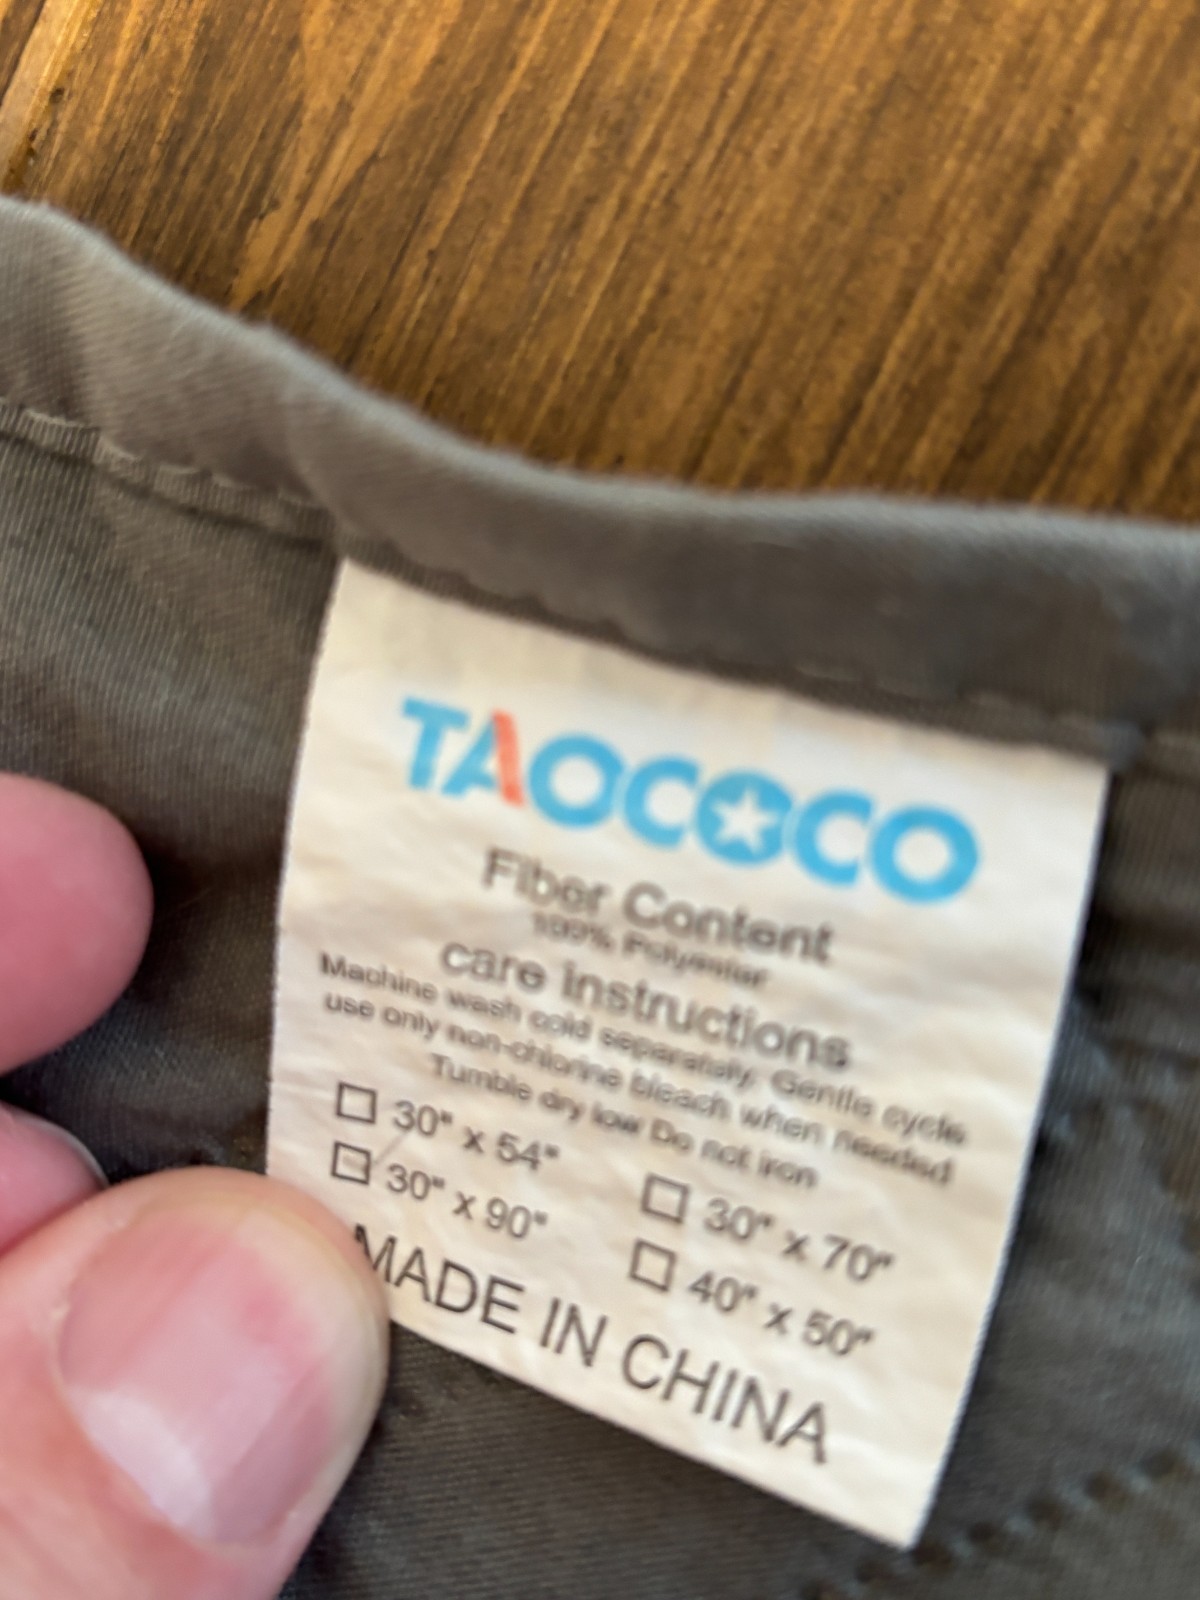 TAOCOCO
Fiber Content
100% Polyester
care instructions
Machine wash cold separately. Gentle cycle
use only non-chlorine bleach when needed
Tumble dry low Do not iron
30" x 54"
30" x 70"
30" x 90"
40" x 50"
MADE IN CHINA